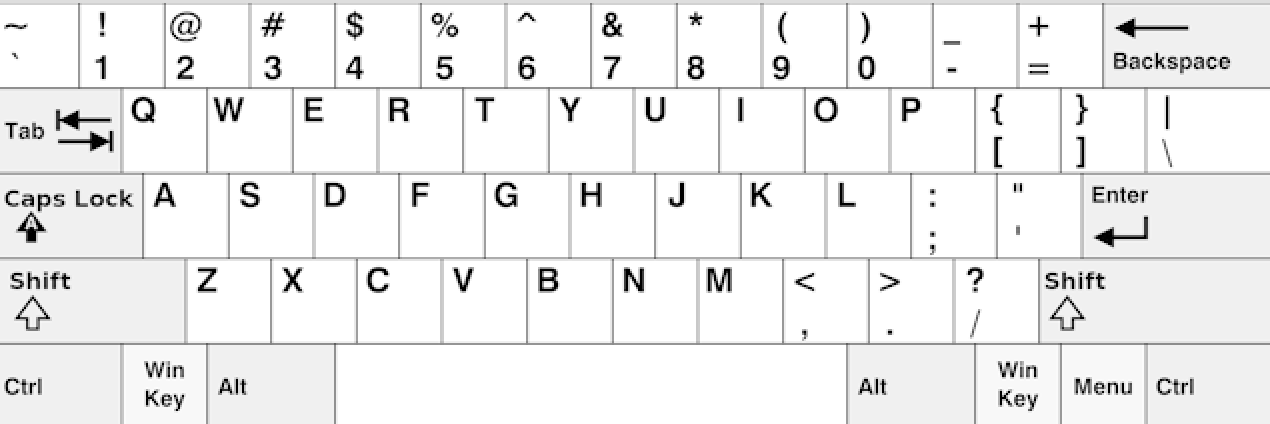 ~ ! @ # $ % ^ & * ( ) _ +
` 1 2 3 4 5 6 7 8 9 0 - = Backspace
Tab Q W E R T Y U I O P { } |
[ ] \
Caps Lock A S D F G H J K L : " Enter
A ; '
Shift Z X C V B N M < > ? Shift
, . /
Ctrl Win Key Alt Alt Win Key Menu Ctrl